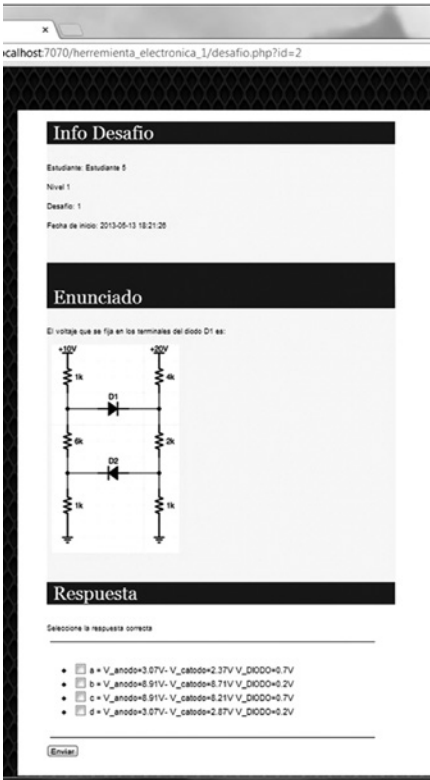 ×
ocalhost:7070/herremienta_electronica_1/desafio.php?id=2
Info Desafio
Estudiante: Estudiante 5
Nivel 1
Desafio: 1
Fecha de inicio: 2013-06-13 18:21:26
Enunciado
El voltaje que se fija en los terminales del diodo D1 es:
+10V +20V
1k 4k
D1
6k 2k
D2
1k 1k
Respuesta
Seleccione la respuesta correcta
a = V_anodo=3.07V- V_catodo=2.37V V_DIODO=0.7V
b = V_anodo=8.91V- V_catodo=8.71V V_DIODO=0.2V
c = V_anodo=8.91V- V_catodo=8.21V V_DIODO=0.7V
d = V_anodo=3.07V- V_catodo=2.87V V_DIODO=0.2V
Enviar